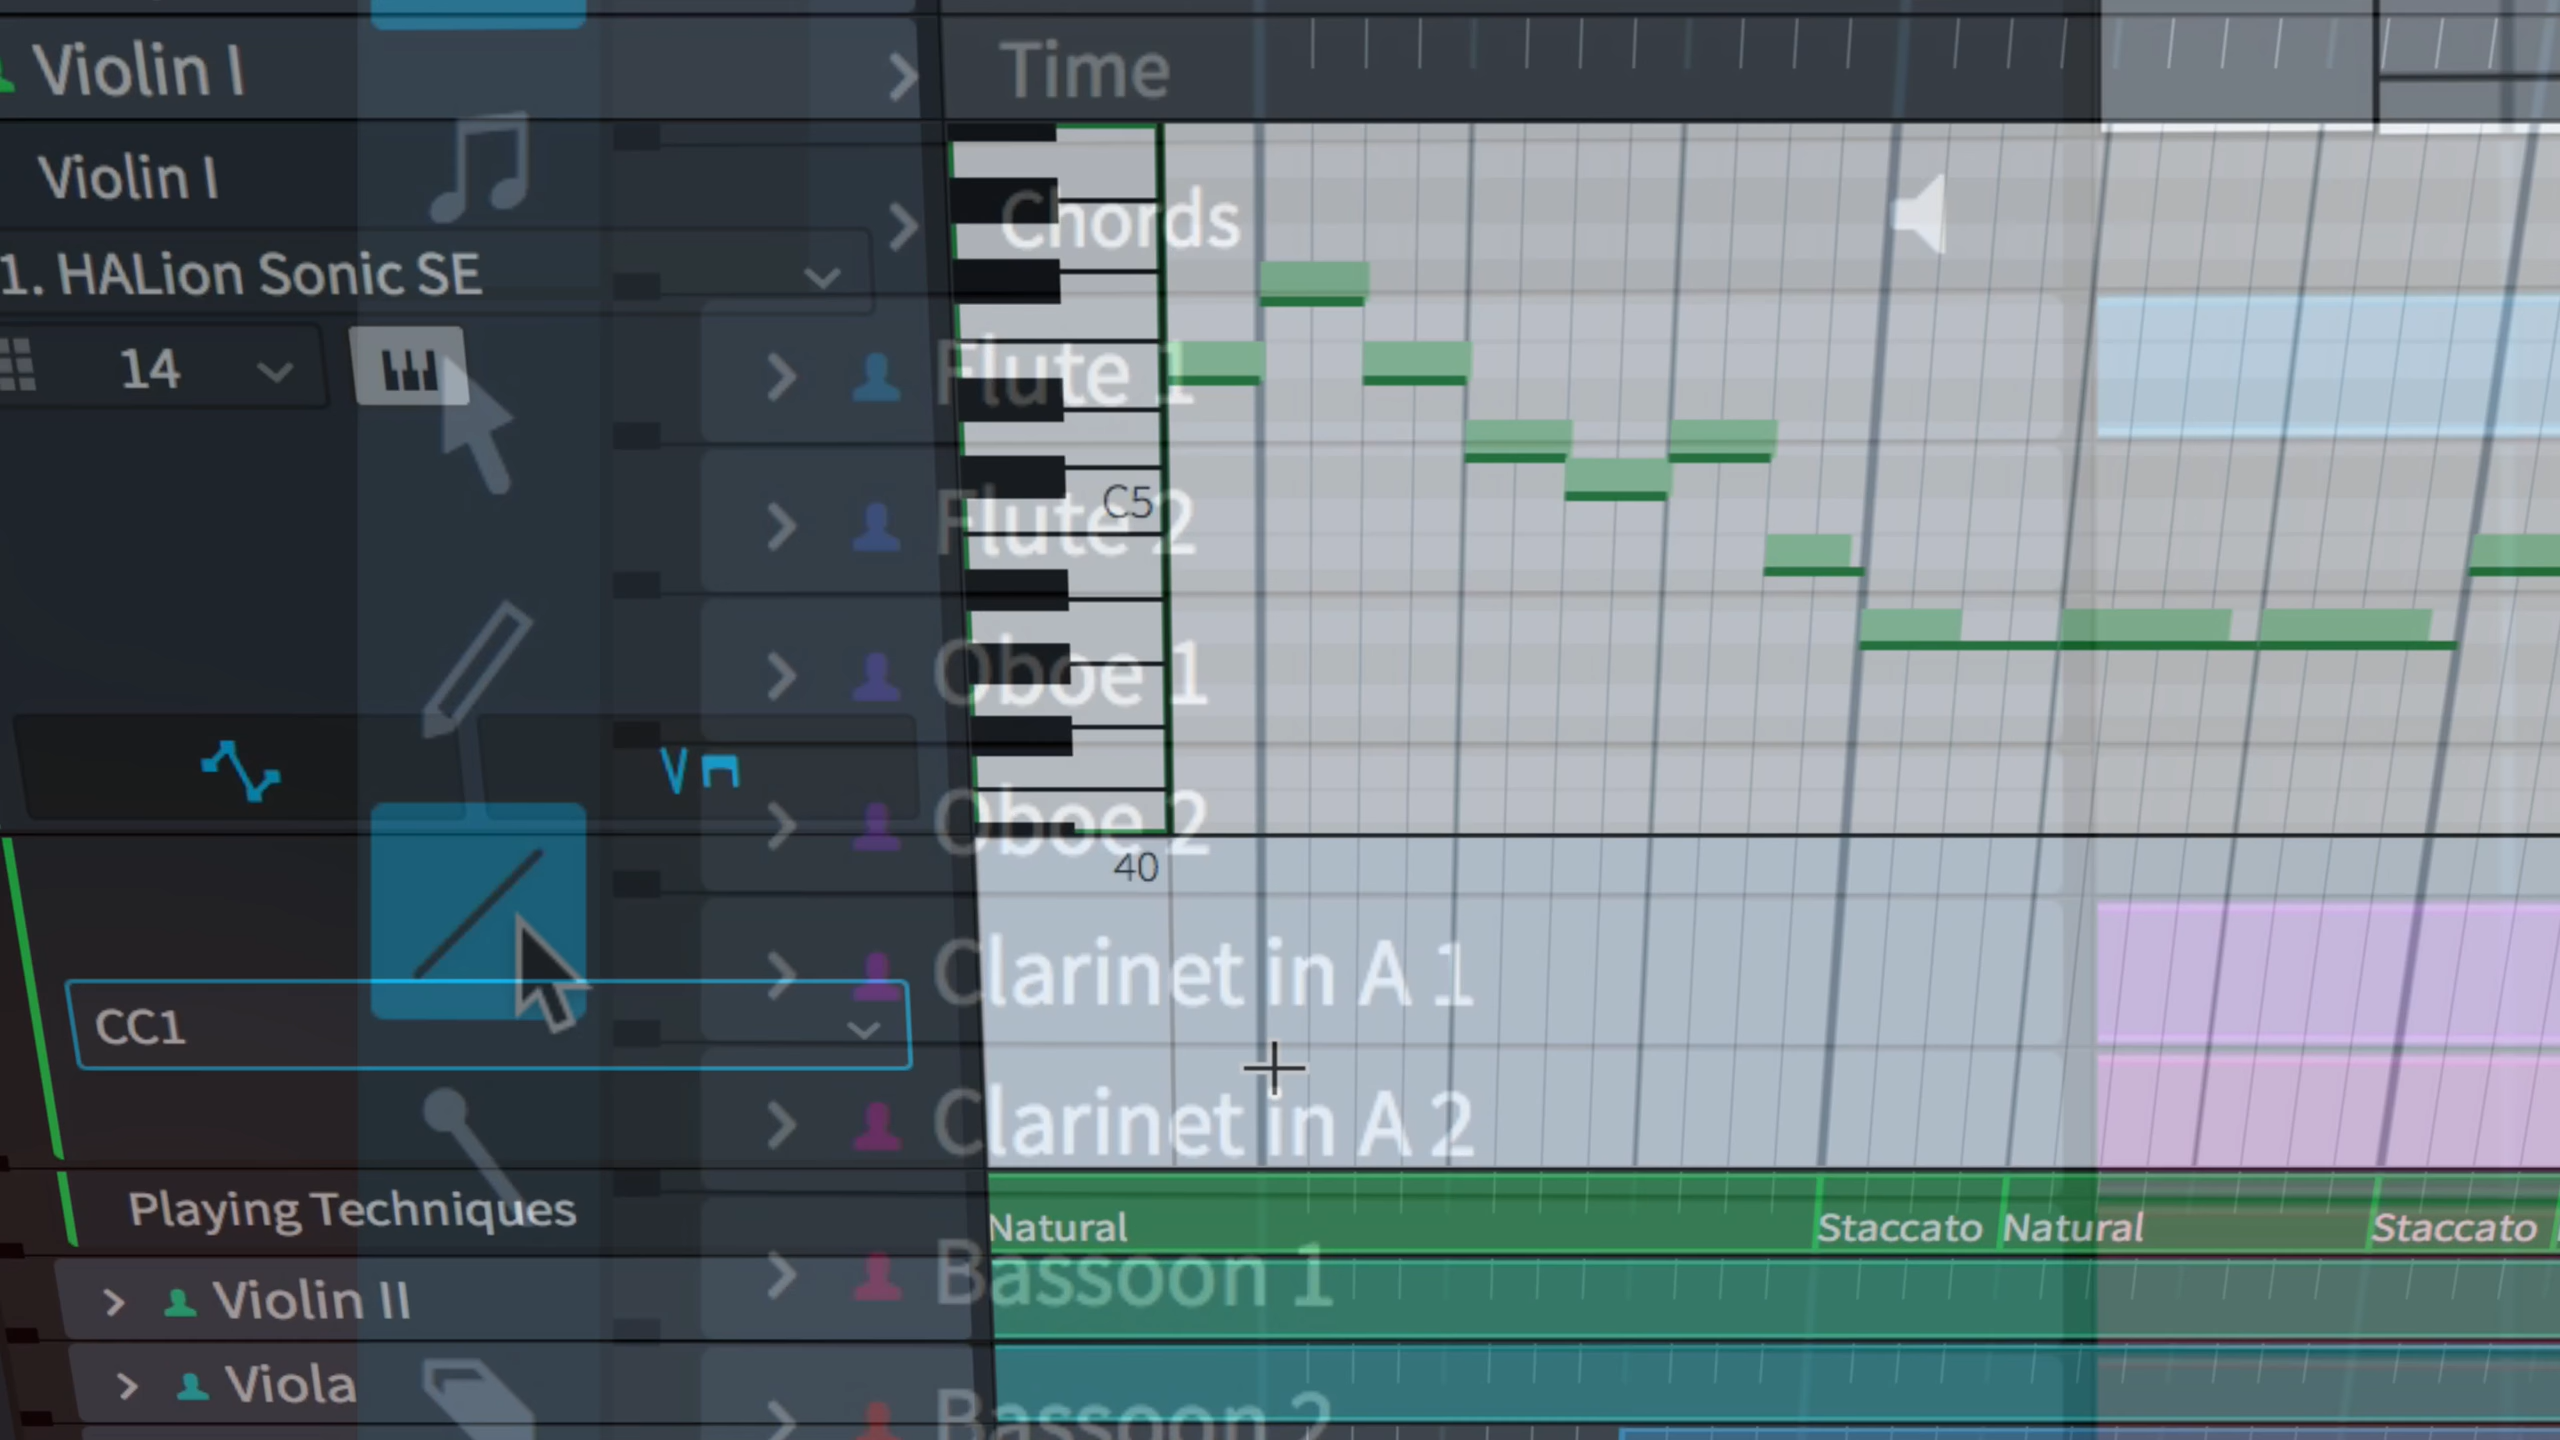 Violin I
Time
Violin I
Chords
1. HALion Sonic SE
14
Flute 1
C5
Flute 2
Oboe 1
Oboe 2
40
Clarinet in A 1
CC1
Clarinet in A 2
Playing Techniques
Natural
Staccato
Natural
Staccato
Bassoon 1
Violin II
Viola
Bassoon 2